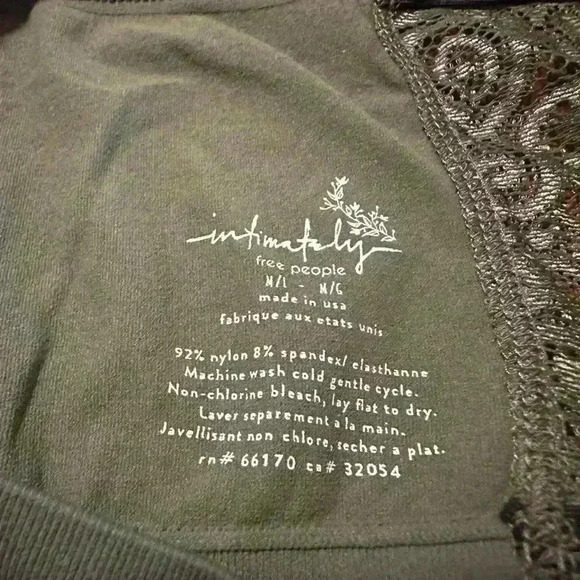 intimately
free people
M/L - M/G
made in usa
fabrique aux etats unis
92% nylon 8% spandex/ elasthanne
Machine wash cold gentle cycle.
Non-chlorine bleach, lay flat to dry.
Laver separement a la main.
Javellisant non chlore, secher a plat.
rn# 66170 ca# 32054